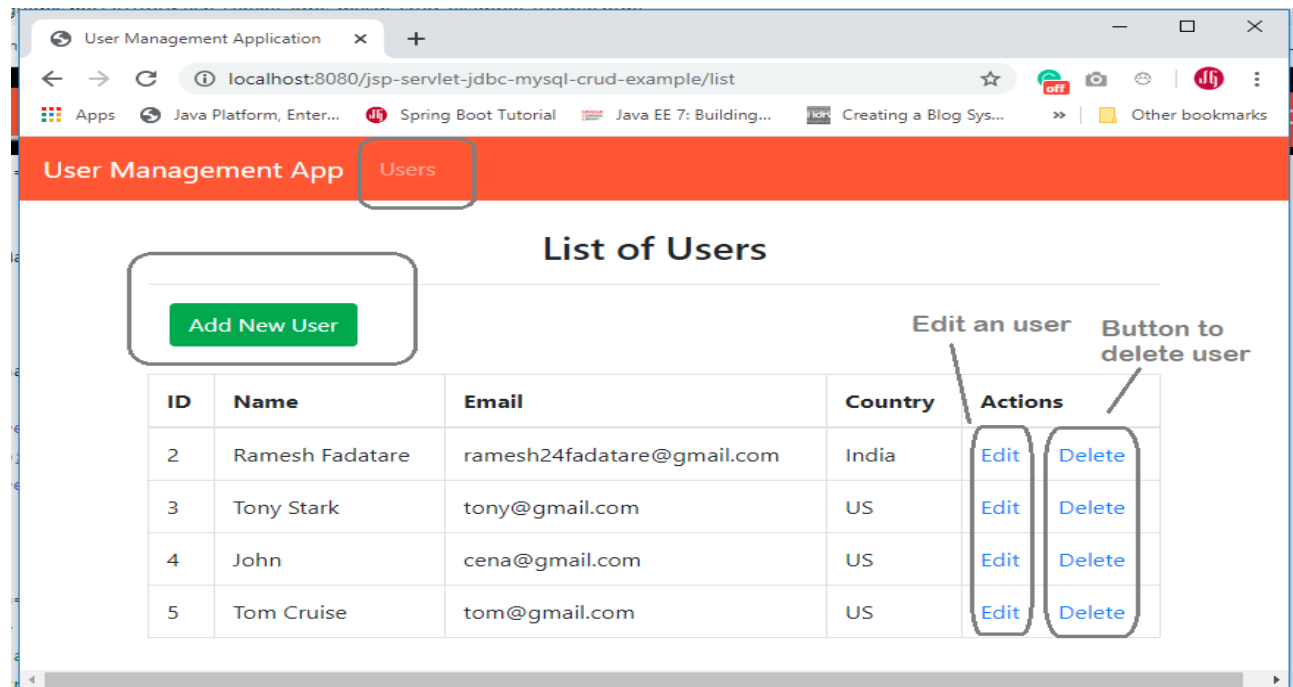 User Management Application
localhost:8080/jsp-servlet-jdbc-mysql-crud-example/list
off
Apps Java Platform, Enter... Spring Boot Tutorial Java EE 7: Building... Creating a Blog Sys... » Other bookmarks
User Management App Users
List of Users
Add New User
Edit an user
Button to
delete user
ID Name Email Country Actions
2 Ramesh Fadatare ramesh24fadatare@gmail.com India Edit Delete
3 Tony Stark tony@gmail.com US Edit Delete
4 John cena@gmail.com US Edit Delete
5 Tom Cruise tom@gmail.com US Edit Delete